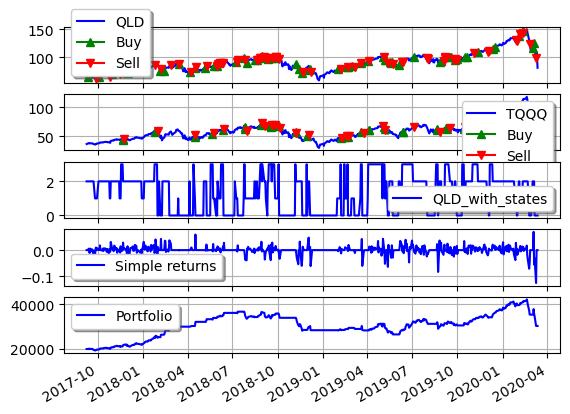 150
100
QLD
Buy
Sell
100
50
TQQQ
Buy
Sell
2
0
QLD_with_states
0.0
−0.1
Simple returns
40000
20000
Portfolio
2017-10
2018-01
2018-04
2018-07
2018-10
2019-01
2019-04
2019-07
2019-10
2020-01
2020-04